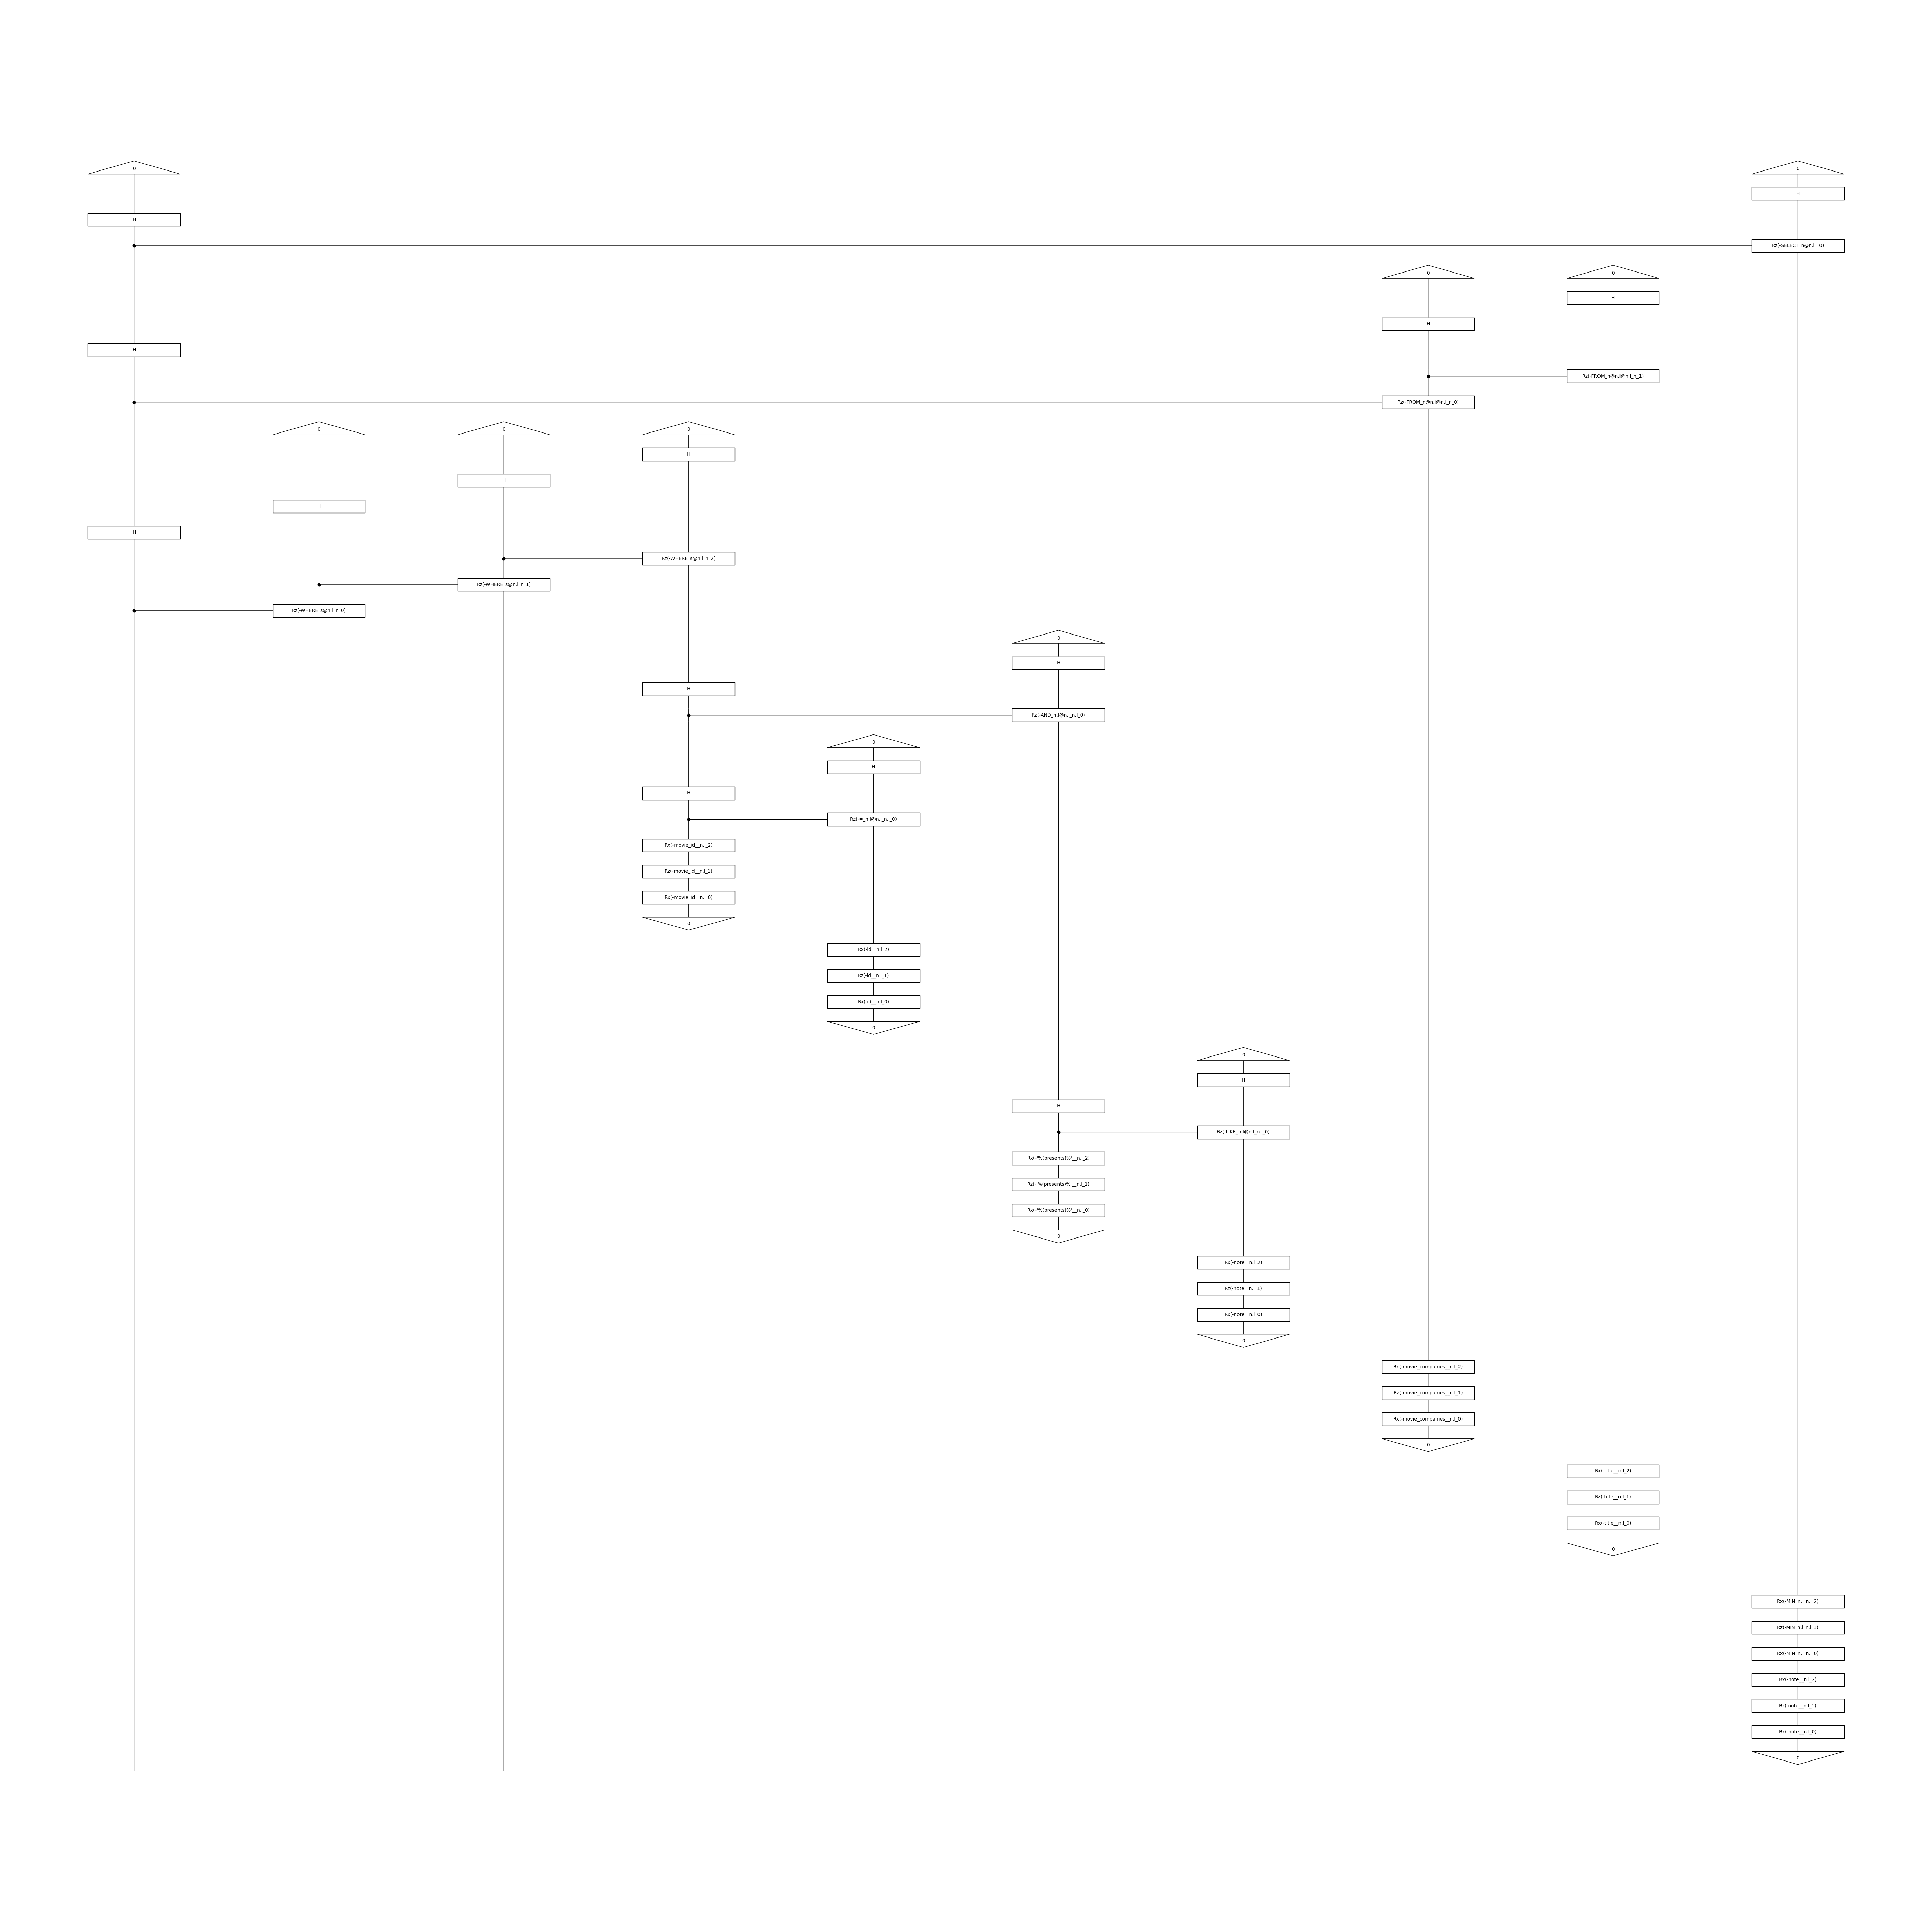 0 0
H
H
Rz(-SELECT_n@n.l__0)
0 0
H
H
H
Rz(-FROM_n@n.l@n.l_n_1)
Rz(-FROM_n@n.l@n.l_n_0)
0 0 0
H
H
H
H
Rz(-WHERE_s@n.l_n_2)
Rz(-WHERE_s@n.l_n_1)
Rz(-WHERE_s@n.l_n_0)
0
H
H
Rz(-AND_n.l@n.l_n.l_0)
0
H
H
Rz(-=_n.l@n.l_n.l_0)
Rx(-movie_id__n.l_2)
Rz(-movie_id__n.l_1)
Rx(-movie_id__n.l_0)
0
Rx(-id__n.l_2)
Rz(-id__n.l_1)
Rx(-id__n.l_0)
0
0
H
H
Rz(-LIKE_n.l@n.l_n.l_0)
Rx(-'%(presents)%'__n.l_2)
Rz(-'%(presents)%'__n.l_1)
Rx(-'%(presents)%'__n.l_0)
0
Rx(-note__n.l_2)
Rz(-note__n.l_1)
Rx(-note__n.l_0)
0
Rx(-movie_companies__n.l_2)
Rz(-movie_companies__n.l_1)
Rx(-movie_companies__n.l_0)
0
Rx(-title__n.l_2)
Rz(-title__n.l_1)
Rx(-title__n.l_0)
0
Rx(-MIN_n.l_n.l_2)
Rz(-MIN_n.l_n.l_1)
Rx(-MIN_n.l_n.l_0)
Rx(-note__n.l_2)
Rz(-note__n.l_1)
Rx(-note__n.l_0)
0